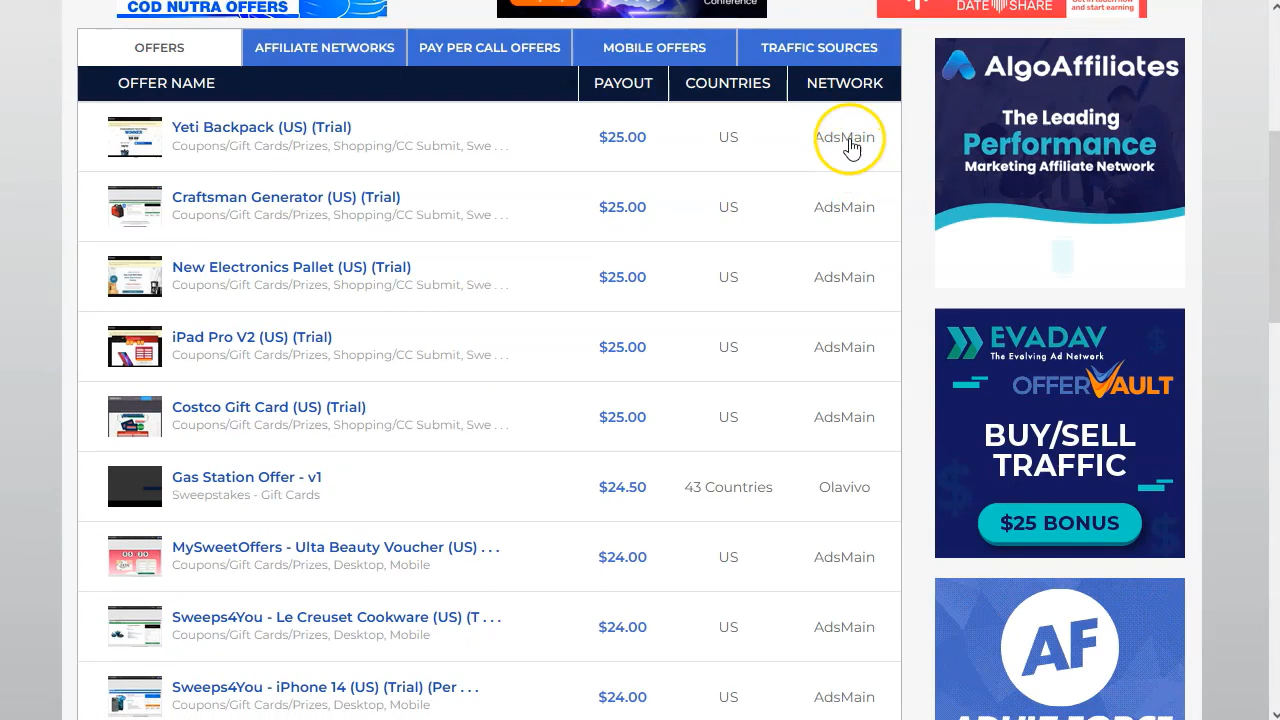 COD NUTRA OFFERS
Conference
DATE SHARE
and start earning
OFFERS
AFFILIATE NETWORKS
PAY PER CALL OFFERS
MOBILE OFFERS
TRAFFIC SOURCES
OFFER NAME
PAYOUT
COUNTRIES
NETWORK
Yeti Backpack (US) (Trial)
Coupons/Gift Cards/Prizes, Shopping/CC Submit, Swe . . .
$25.00
US
AdsMain
Craftsman Generator (US) (Trial)
Coupons/Gift Cards/Prizes, Shopping/CC Submit, Swe . . .
$25.00
US
AdsMain
New Electronics Pallet (US) (Trial)
Coupons/Gift Cards/Prizes, Shopping/CC Submit, Swe . . .
$25.00
US
AdsMain
iPad Pro V2 (US) (Trial)
Coupons/Gift Cards/Prizes, Shopping/CC Submit, Swe . . .
$25.00
US
AdsMain
Costco Gift Card (US) (Trial)
Coupons/Gift Cards/Prizes, Shopping/CC Submit, Swe . . .
$25.00
US
AdsMain
Gas Station Offer - v1
Sweepstakes - Gift Cards
$24.50
43 Countries
Olavivo
MySweetOffers - Ulta Beauty Voucher (US) . . .
Coupons/Gift Cards/Prizes, Desktop, Mobile
$24.00
US
AdsMain
Sweeps4You - Le Creuset Cookware (US) (T . . .
Coupons/Gift Cards/Prizes, Desktop, Mobile
$24.00
US
AdsMain
Sweeps4You - iPhone 14 (US) (Trial) (Per . . .
Coupons/Gift Cards/Prizes, Desktop, Mobile
$24.00
US
AdsMain
AlgoAffiliates
The Leading
Performance
Marketing Affiliate Network
EVADAV
The Evolving Ad Network
OFFERVAULT
BUY/SELL
TRAFFIC
$25 BONUS
AF